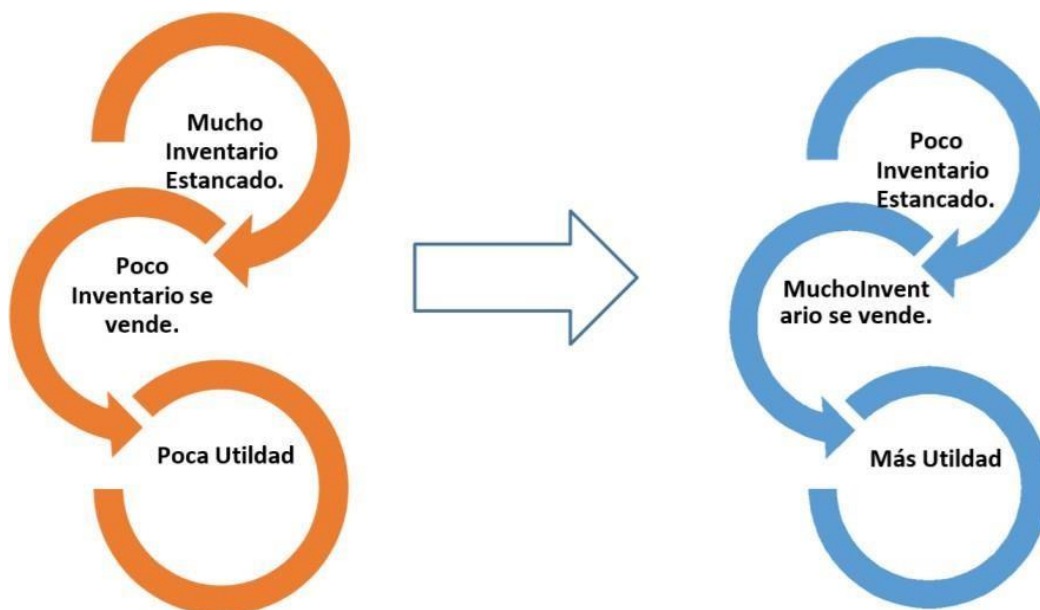 Mucho
Inventario
Estancado.
Poco
Inventario se
vende.
Poca Utildad
Poco
Inventario
Estancado.
MuchoInvent
ario se vende.
Más Utildad